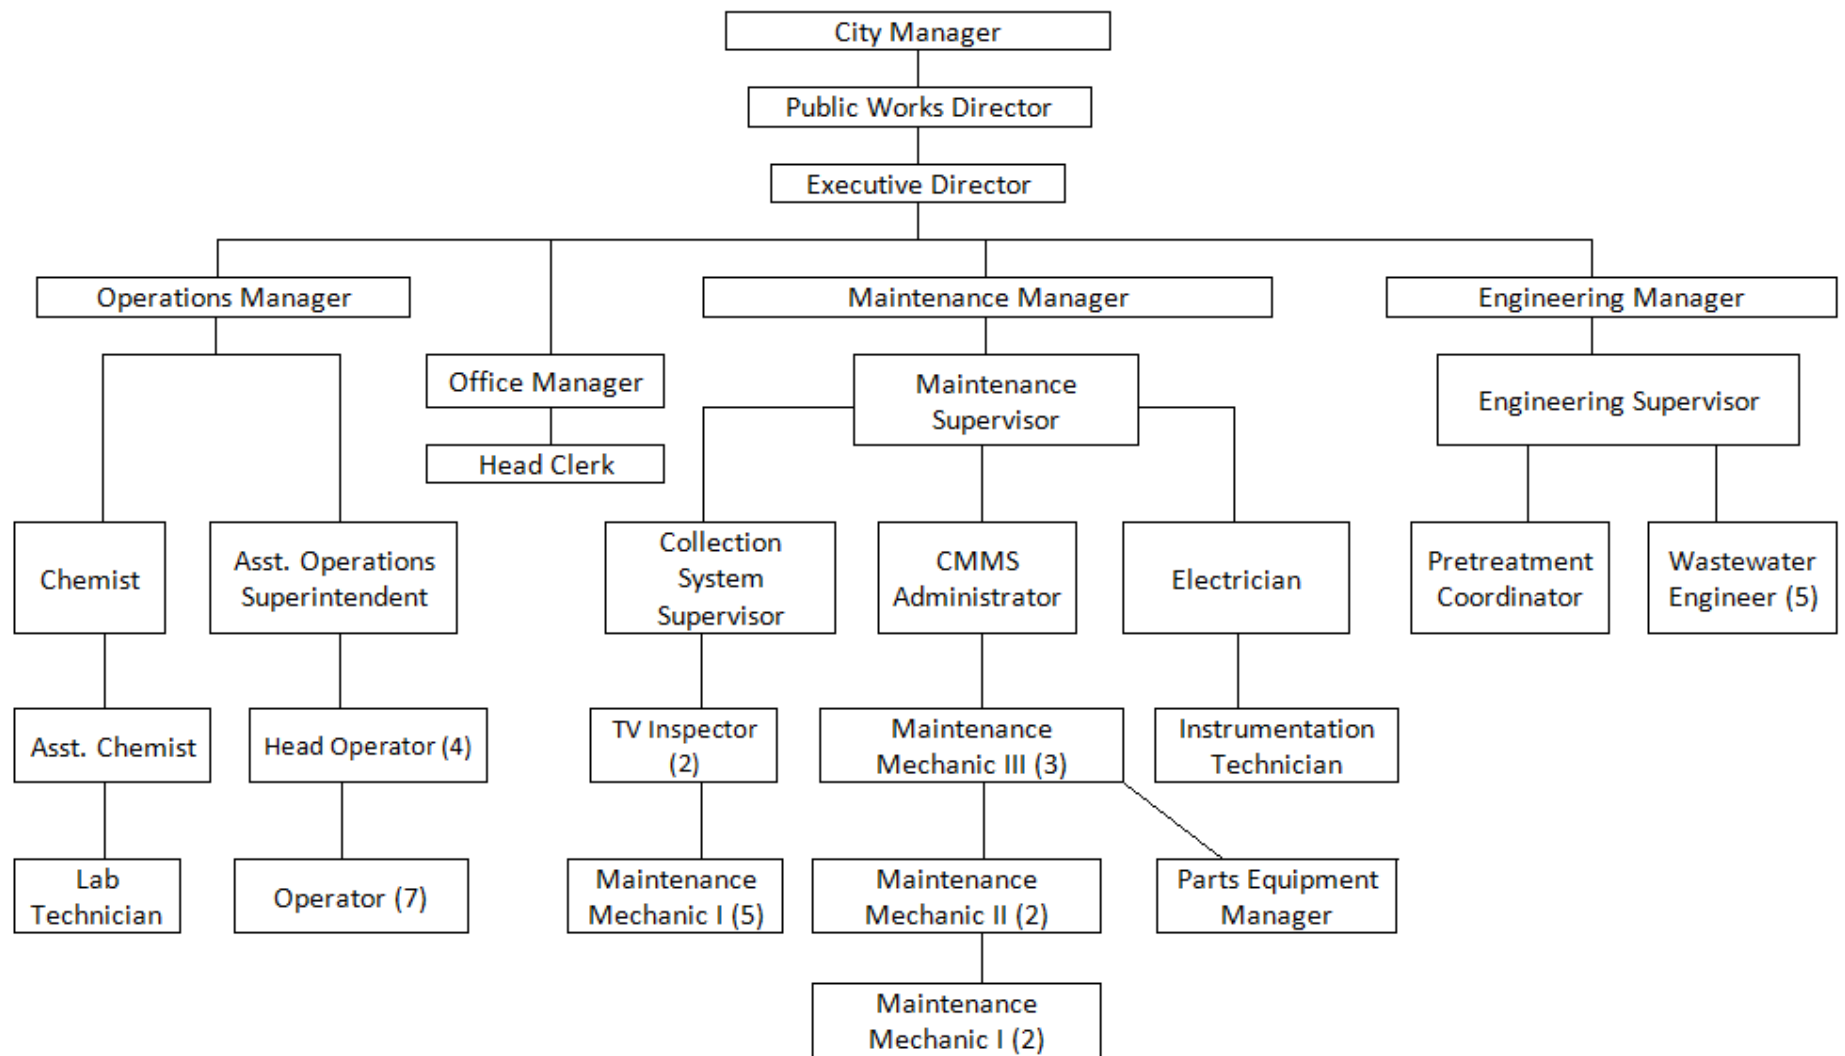 City Manager
Public Works Director
Executive Director
Operations Manager
Maintenance Manager
Engineering Manager
Office Manager
Maintenance
Supervisor
Engineering Supervisor
Head Clerk
Chemist
Asst. Operations
Superintendent
Collection
System
Supervisor
CMMS
Administrator
Electrician
Pretreatment
Coordinator
Wastewater
Engineer (5)
Asst. Chemist
Head Operator (4)
TV Inspector
(2)
Maintenance
Mechanic III (3)
Instrumentation
Technician
Lab
Technician
Operator (7)
Maintenance
Mechanic I (5)
Maintenance
Mechanic II (2)
Parts Equipment
Manager
Maintenance
Mechanic I (2)